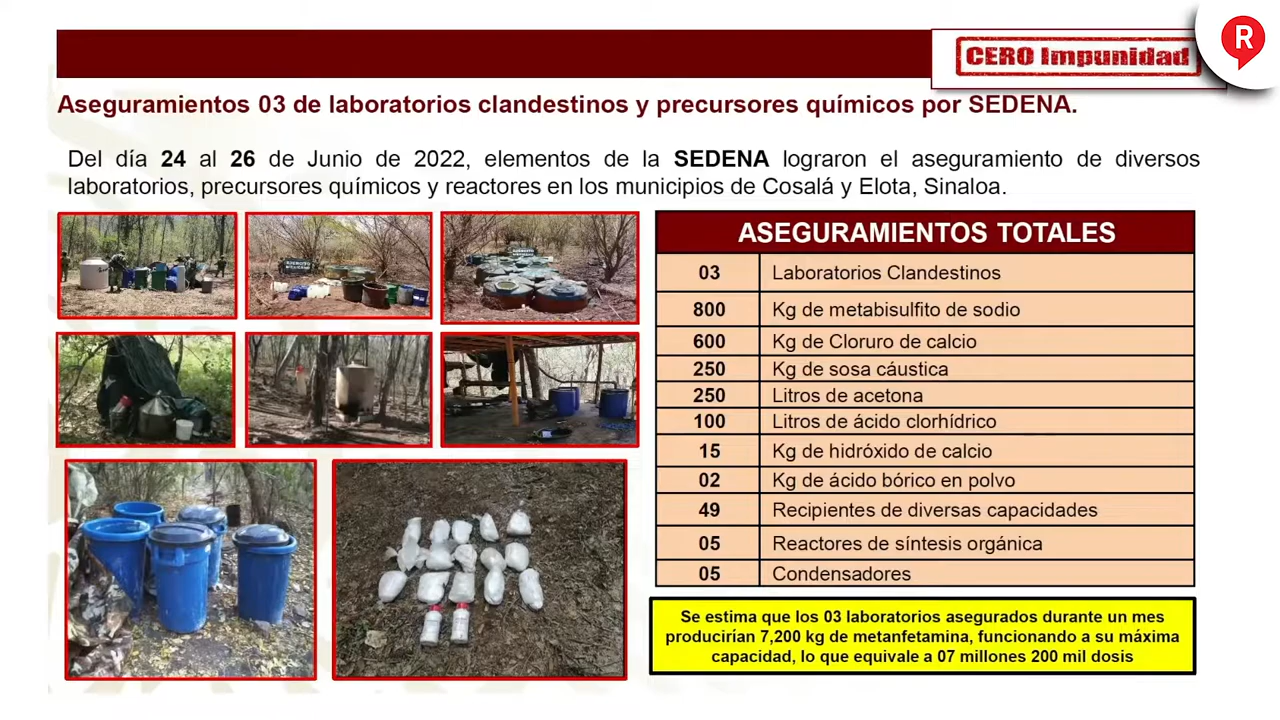 CERO Impunidad
R
Aseguramientos 03 de laboratorios clandestinos y precursores químicos por SEDENA.
Del día 24 al 26 de Junio de 2022, elementos de la SEDENA lograron el aseguramiento de diversos
laboratorios, precursores químicos y reactores en los municipios de Cosalá y Elota, Sinaloa.
ASEGURAMIENTOS TOTALES
03 Laboratorios Clandestinos
800 Kg de metabisulfito de sodio
600 Kg de Cloruro de calcio
250 Kg de sosa cáustica
250 Litros de acetona
100 Litros de ácido clorhídrico
15 Kg de hidróxido de calcio
02 Kg de ácido bórico en polvo
49 Recipientes de diversas capacidades
05 Reactores de síntesis orgánica
05 Condensadores
Se estima que los 03 laboratorios asegurados durante un mes
producirían 7,200 kg de metanfetamina, funcionando a su máxima
capacidad, lo que equivale a 07 millones 200 mil dosis